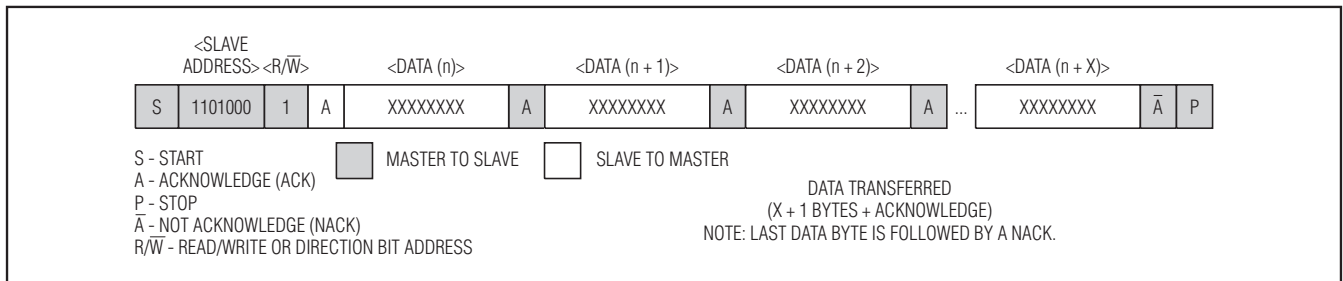 <SLAVE
ADDRESS> <R/W̅> <DATA (n)> <DATA (n + 1)> <DATA (n + 2)> <DATA (n + X)>
S 1101000 1 A XXXXXXXX A XXXXXXXX A XXXXXXXX A ... XXXXXXXX A̅ P
S - START
A - ACKNOWLEDGE (ACK)
P - STOP
A̅ - NOT ACKNOWLEDGE (NACK)
R/W̅ - READ/WRITE OR DIRECTION BIT ADDRESS
MASTER TO SLAVE
SLAVE TO MASTER
DATA TRANSFERRED
(X + 1 BYTES + ACKNOWLEDGE)
NOTE: LAST DATA BYTE IS FOLLOWED BY A NACK.